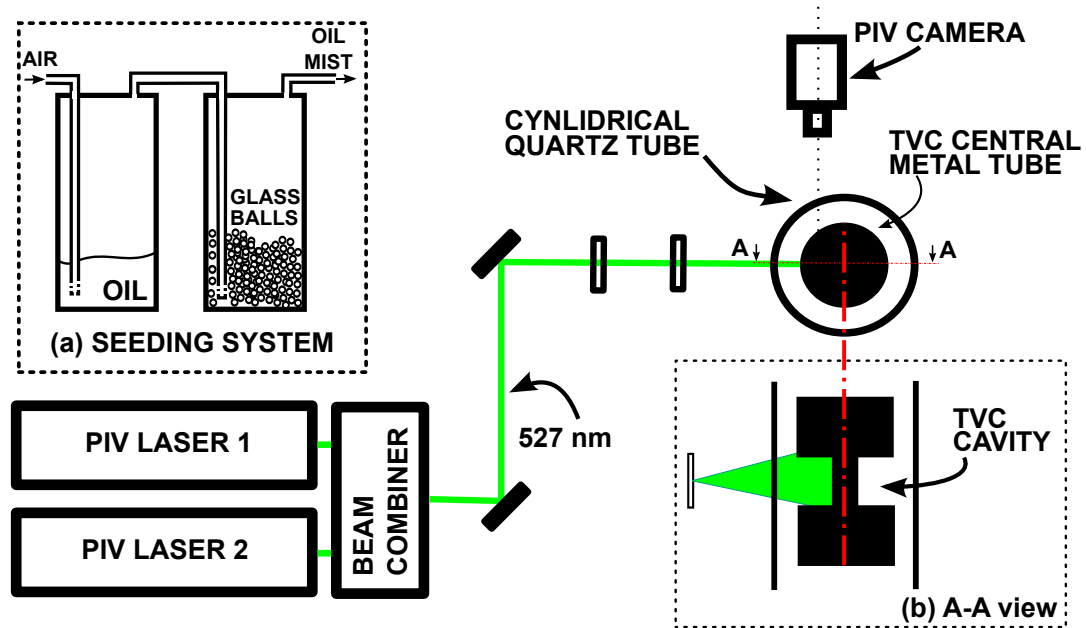 OIL
MIST
AIR
GLASS
BALLS
OIL
(a) SEEDING SYSTEM
PIV CAMERA
CYNLIDRICAL
QUARTZ TUBE
TVC CENTRAL
METAL TUBE
A
A
PIV LASER 1
PIV LASER 2
BEAM
COMBINER
527 nm
TVC
CAVITY
(b) A-A view